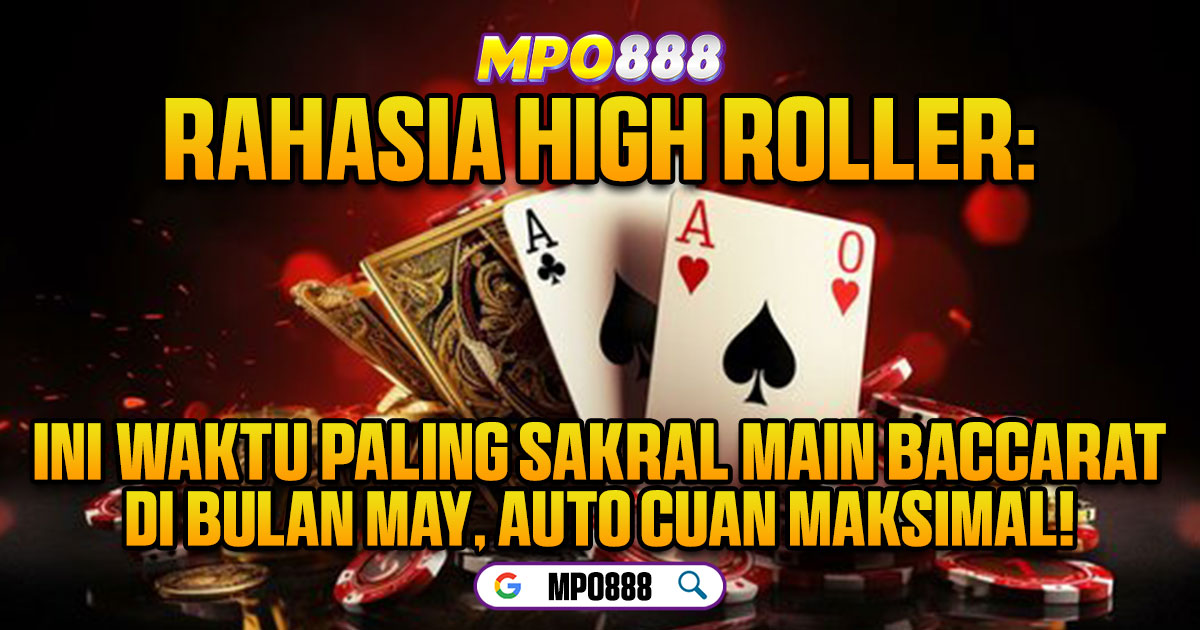 MPO888
RAHASIA HIGH ROLLER:
A
A
O
INI WAKTU PALING SAKRAL MAIN BACCARAT
DI BULAN MAY, AUTO CUAN MAKSIMAL!
G MPO888